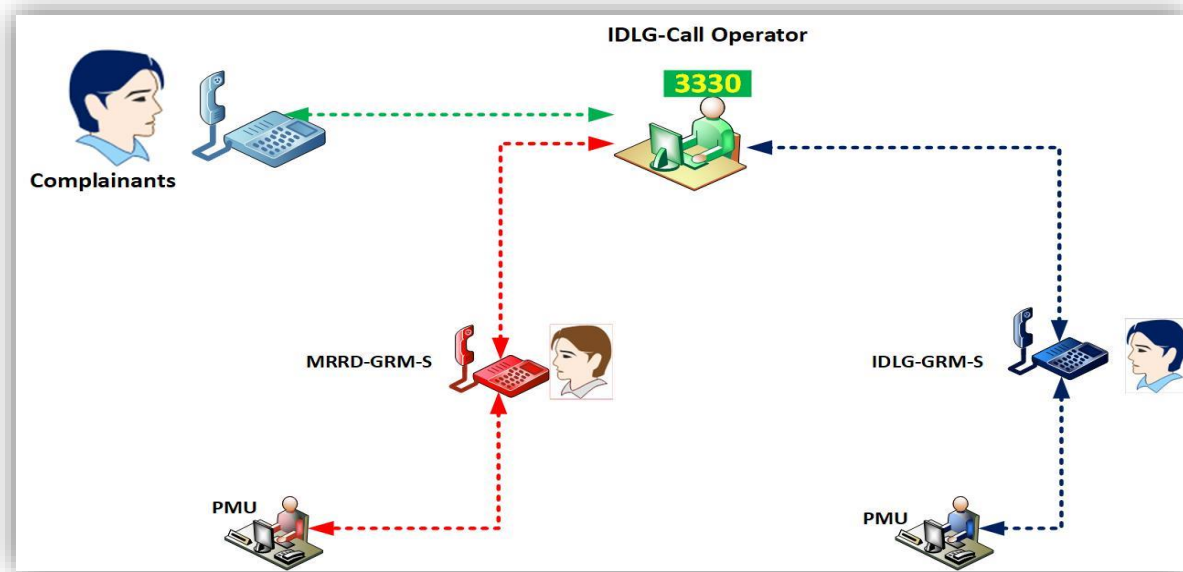 IDLG-Call Operator
3330
Complainants
MRRD-GRM-S
IDLG-GRM-S
PMU
PMU